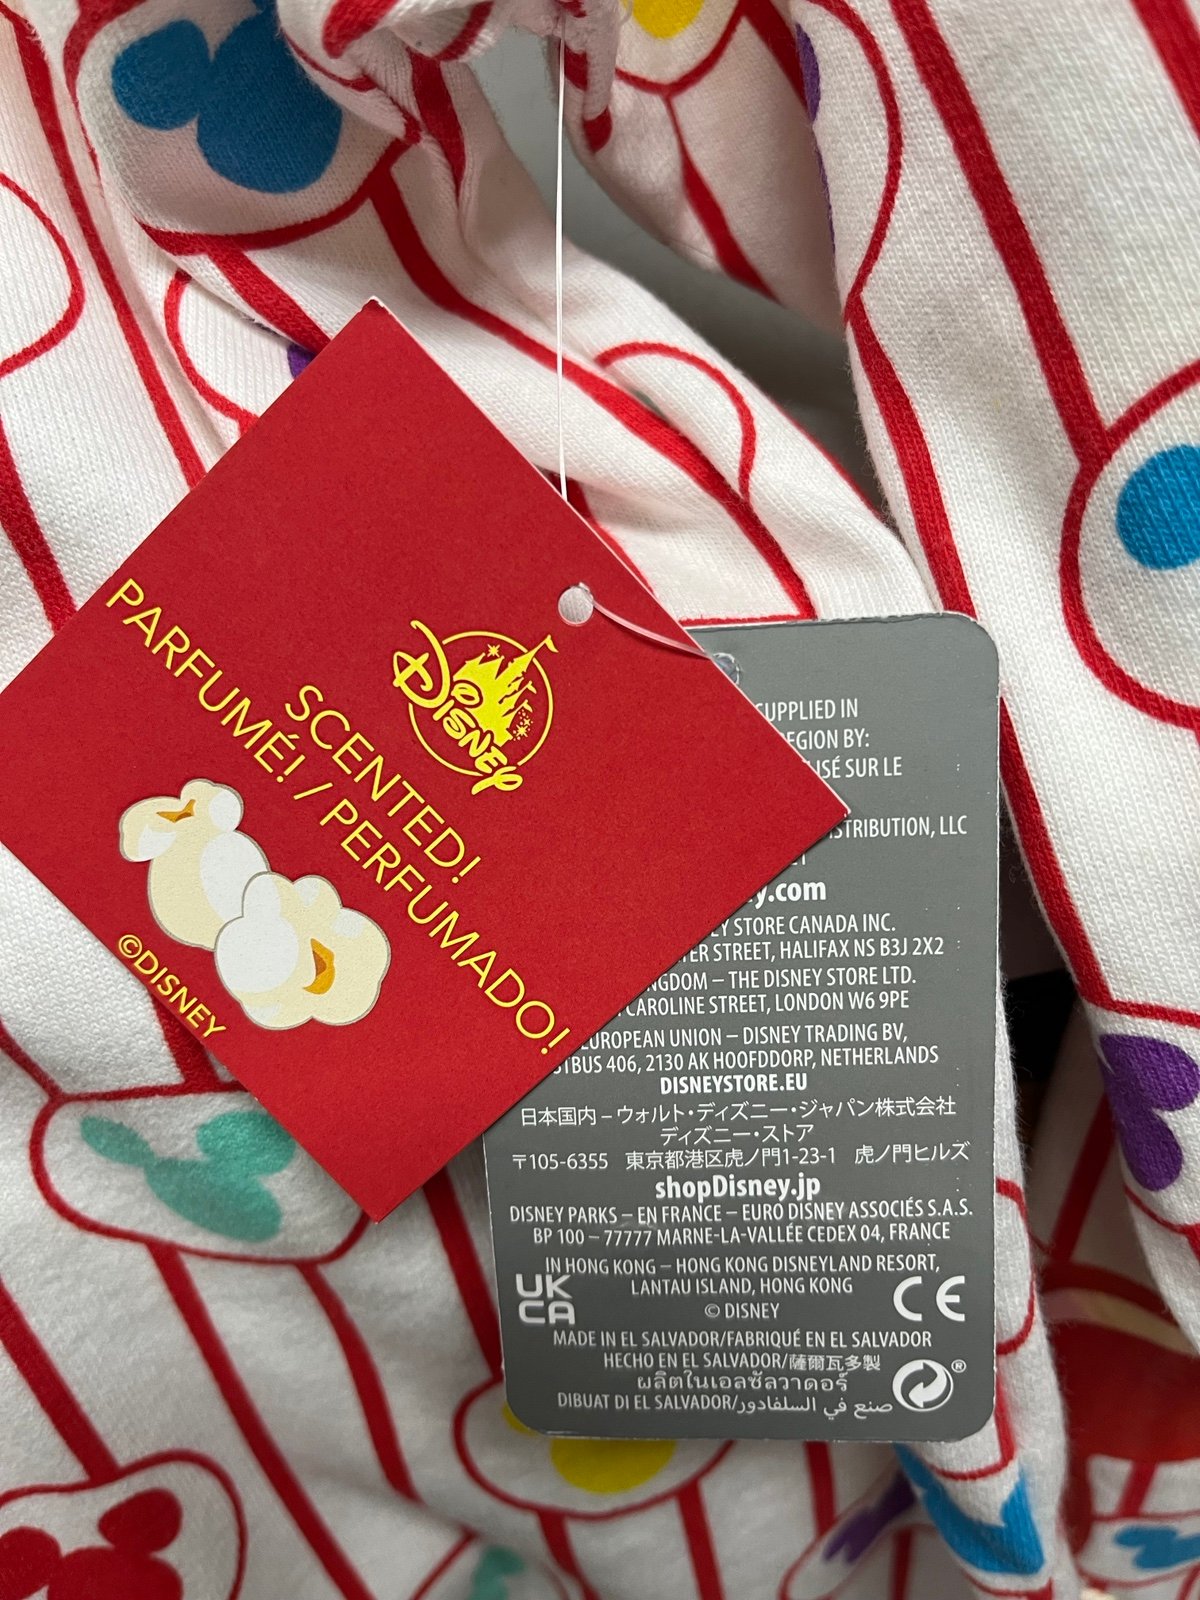 Disney
SCENTED!
PARFUMÉ! / PERFUMADO!
©DISNEY
SUPPLIED IN
REGION BY:
SUR LE
DISTRIBUTION, LLC
.com
STORE CANADA INC.
STREET, HALIFAX NS B3J 2X2
KINGDOM – THE DISNEY STORE LTD.
CAROLINE STREET, LONDON W6 9PE
EUROPEAN UNION – DISNEY TRADING BV,
406, 2130 AK HOOFDDORP, NETHERLANDS
DISNEYSTORE.EU
日本国内 – ウォルト・ディズニー・ジャパン株式会社
ディズニー・ストア
〒105-6355 東京都港区虎ノ門1-23-1 虎ノ門ヒルズ
shopDisney.jp
DISNEY PARKS – EN FRANCE – EURO DISNEY ASSOCIÉS S.A.S.
BP 100 – 77777 MARNE-LA-VALLÉE CEDEX 04, FRANCE
IN HONG KONG – HONG KONG DISNEYLAND RESORT,
LANTAU ISLAND, HONG KONG
UK
CA
© DISNEY
CE
MADE IN EL SALVADOR/FABRIQUÉ EN EL SALVADOR
HECHO EN EL SALVADOR/薩爾瓦多製
ผลิตในเอลซัลวาดอร์
DIBUAT DI EL SALVADOR/صنع في السلفادور
®